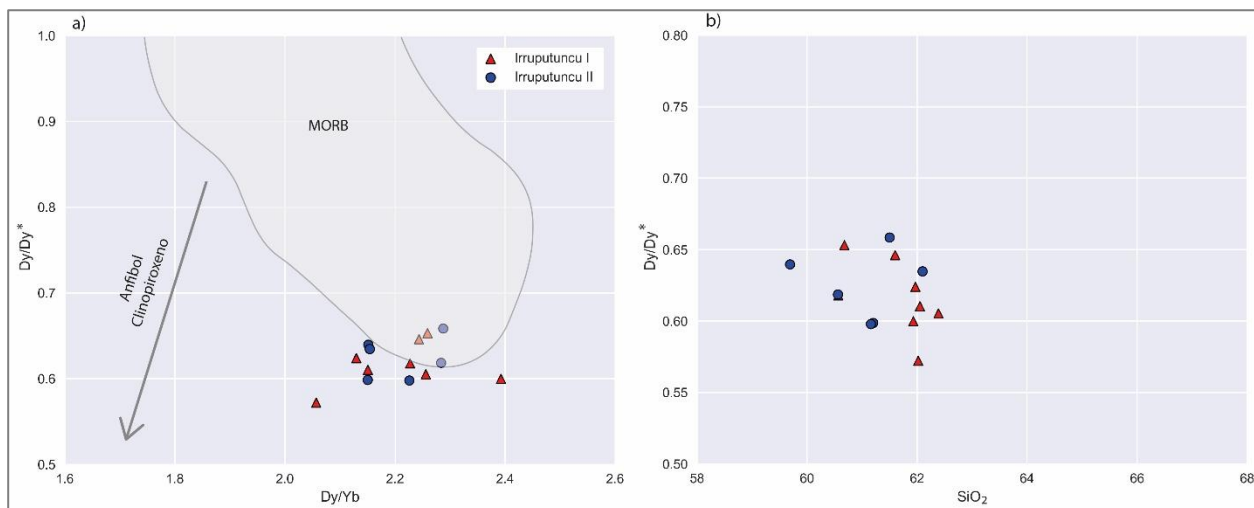 a)
1.0
0.9
0.8
0.7
0.6
0.5
Dy/Dy*
MORB
Irruputuncu I
Irruputuncu II
Anfibol
Clinopiroxeno
1.6
1.8
2.0
2.2
2.4
2.6
Dy/Yb
b)
0.80
0.75
0.70
0.65
0.60
0.55
0.50
Dy/Dy*
58
60
62
64
66
68
SiO₂